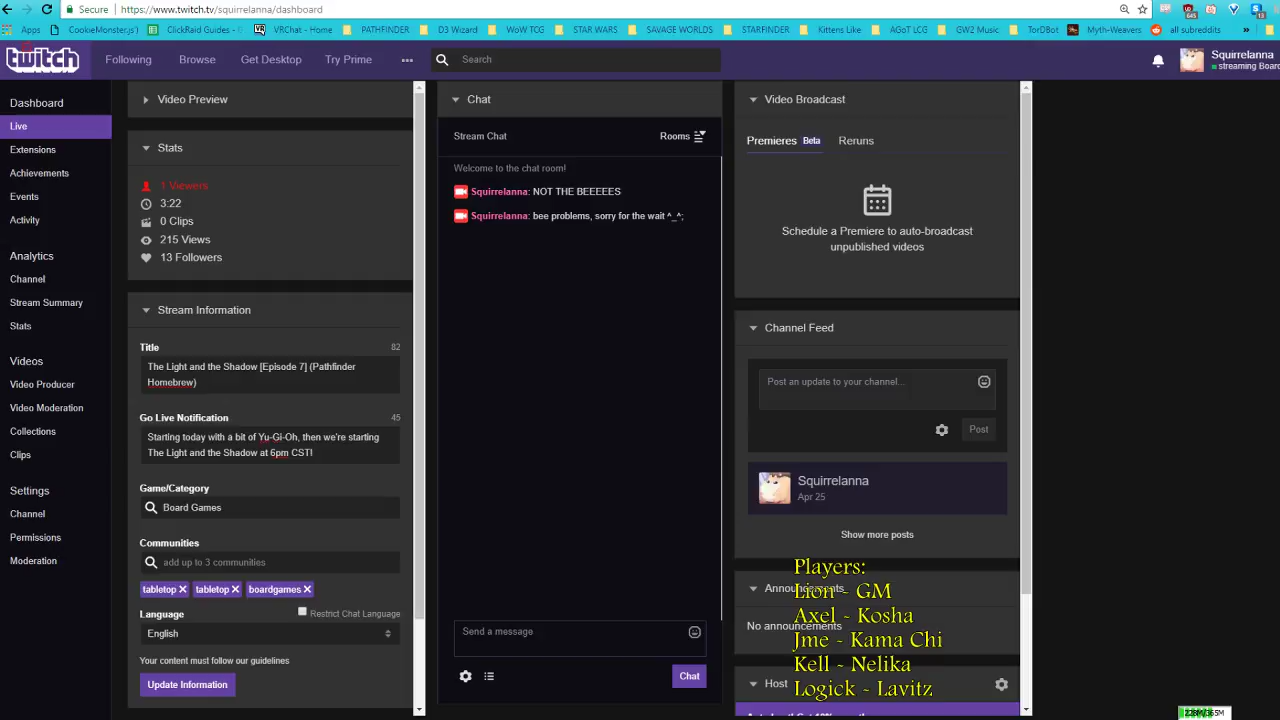 Secure
https://www.twitch.tv/squirrelanna/dashboard
Apps
CookieMonster.js')
ClickRaid Guides - G
VRChat - Home
PATHFINDER
D3 Wizard
WoW TCG
STAR WARS
SAVAGE WORLDS
STARFINDER
Kittens Like
AGoT LCG
GW2 Music
TorDBot
Myth-Weavers
all subreddits
»
645
13
twitch
Following
Browse
Get Desktop
Try Prime
Search
Squirrelanna
streaming Board
Dashboard
Live
Extensions
Achievements
Events
Activity
Analytics
Channel
Stream Summary
Stats
Videos
Video Producer
Video Moderation
Collections
Clips
Settings
Channel
Permissions
Moderation
Video Preview
Stats
1 Viewers
3:22
0 Clips
215 Views
13 Followers
Stream Information
Title 82
The Light and the Shadow [Episode 7] (Pathfinder
Homebrew)
Go Live Notification 45
Starting today with a bit of Yu-Gi-Oh, then we're starting
The Light and the Shadow at 6pm CST!
Game/Category
Board Games
Communities
add up to 3 communities
tabletop
tabletop
boardgames
Language
Restrict Chat Language
English
Your content must follow our guidelines
Update Information
Chat
Stream Chat
Rooms
Welcome to the chat room!
Squirrelanna: NOT THE BEEEEES
Squirrelanna: bee problems, sorry for the wait ^_^;
Send a message
Chat
Video Broadcast
Premieres Beta
Reruns
Schedule a Premiere to auto-broadcast
unpublished videos
Channel Feed
Post an update to your channel...
Post
Squirrelanna
Apr 25
Show more posts
Announcements
No announcements
Host
Players:
Lion - GM
Axel - Kosha
Jme - Kama Chi
Kell - Nelika
Logick - Lavitz